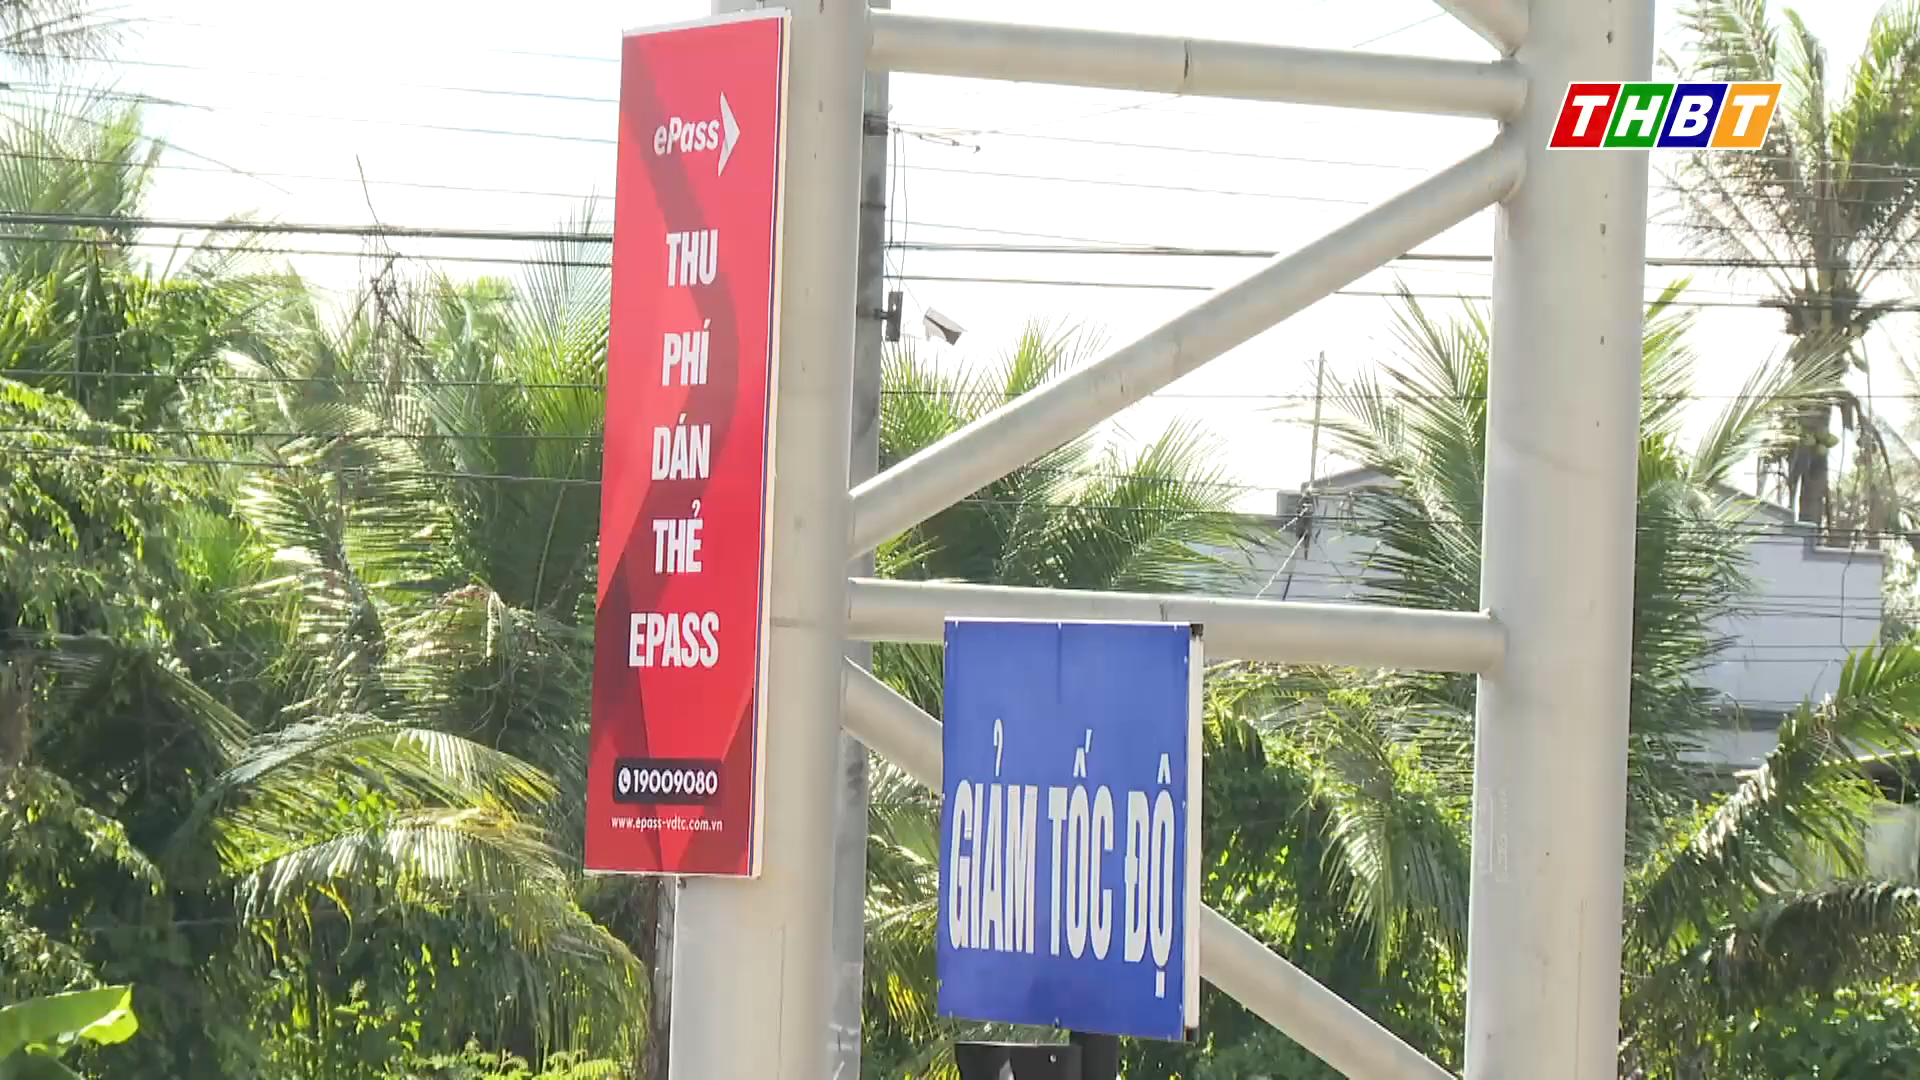 THBT
ePass
THU
PHÍ
DÁN
THẺ
EPASS
19009080
www.epass-vdtc.com.vn
GIẢM TỐC ĐỘ